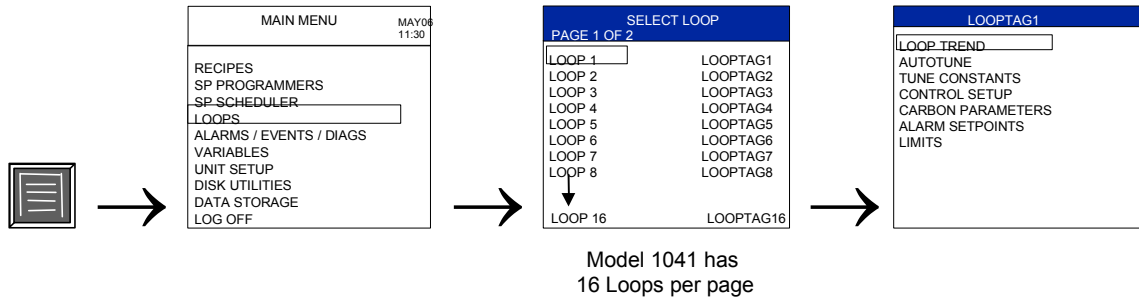 MAIN MENU
MAY06
11:30
RECIPES
SP PROGRAMMERS
SP SCHEDULER
LOOPS
ALARMS / EVENTS / DIAGS
VARIABLES
UNIT SETUP
DISK UTILITIES
DATA STORAGE
LOG OFF
SELECT LOOP
PAGE 1 OF 2
LOOP 1 LOOPTAG1
LOOP 2 LOOPTAG2
LOOP 3 LOOPTAG3
LOOP 4 LOOPTAG4
LOOP 5 LOOPTAG5
LOOP 6 LOOPTAG6
LOOP 7 LOOPTAG7
LOOP 8 LOOPTAG8
LOOP 16 LOOPTAG16
Model 1041 has
16 Loops per page
LOOPTAG1
LOOP TREND
AUTOTUNE
TUNE CONSTANTS
CONTROL SETUP
CARBON PARAMETERS
ALARM SETPOINTS
LIMITS